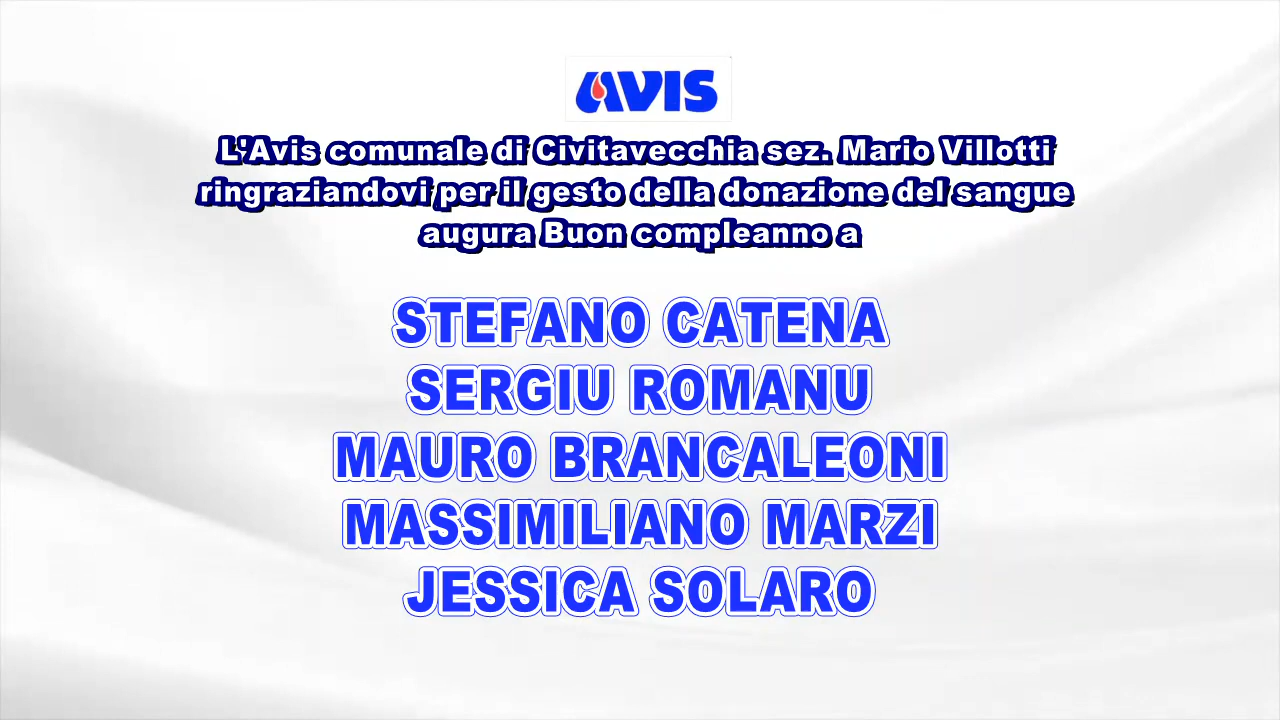 AVIS
L'Avis comunale di Civitavecchia sez. Mario Villotti
ringraziandovi per il gesto della donazione del sangue
augura Buon compleanno a
STEFANO CATENA
SERGIU ROMANU
MAURO BRANCALEONI
MASSIMILIANO MARZI
JESSICA SOLARO